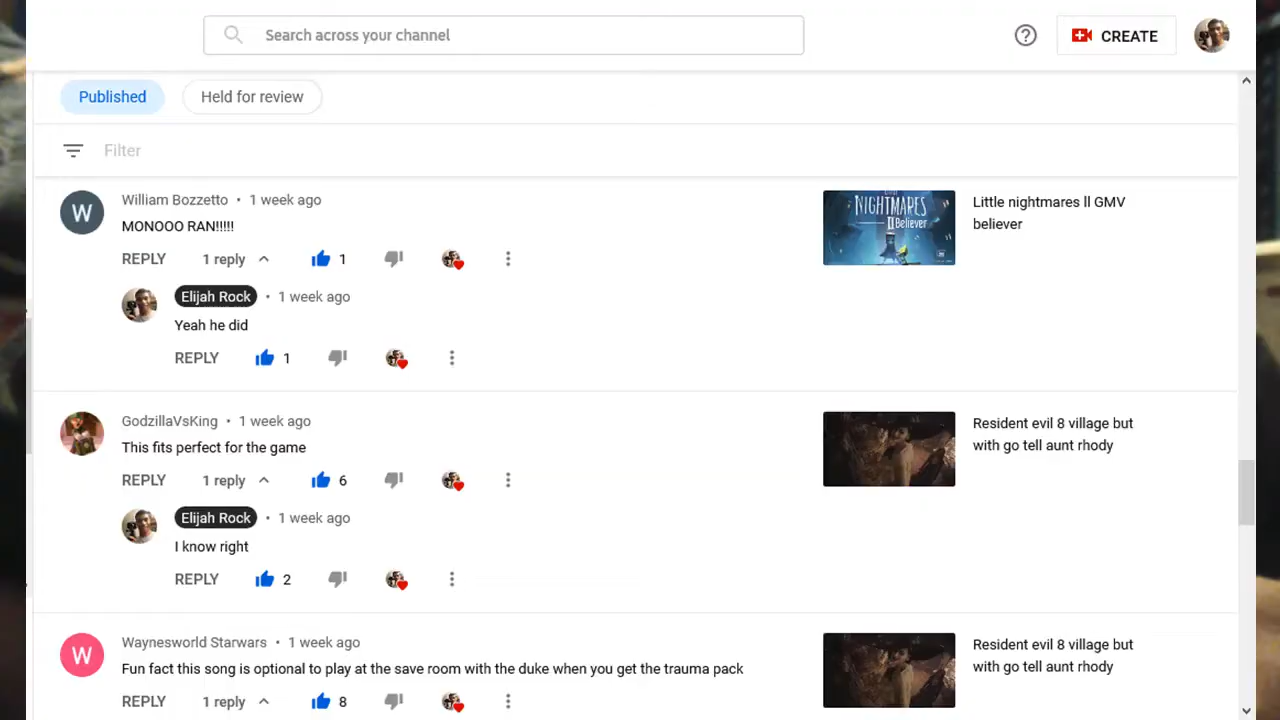 Search across your channel
CREATE
Published
Held for review
Filter
William Bozzetto • 1 week ago
MONOOO RAN!!!!!
REPLY 1 reply 1
Elijah Rock • 1 week ago
Yeah he did
REPLY 1
NIGHTMARES
II Believer
Little nightmares ll GMV
believer
GodzillaVsKing • 1 week ago
This fits perfect for the game
REPLY 1 reply 6
Elijah Rock • 1 week ago
I know right
REPLY 2
Resident evil 8 village but
with go tell aunt rhody
Waynesworld Starwars • 1 week ago
Fun fact this song is optional to play at the save room with the duke when you get the trauma pack
REPLY 1 reply 8
Resident evil 8 village but
with go tell aunt rhody
W
W